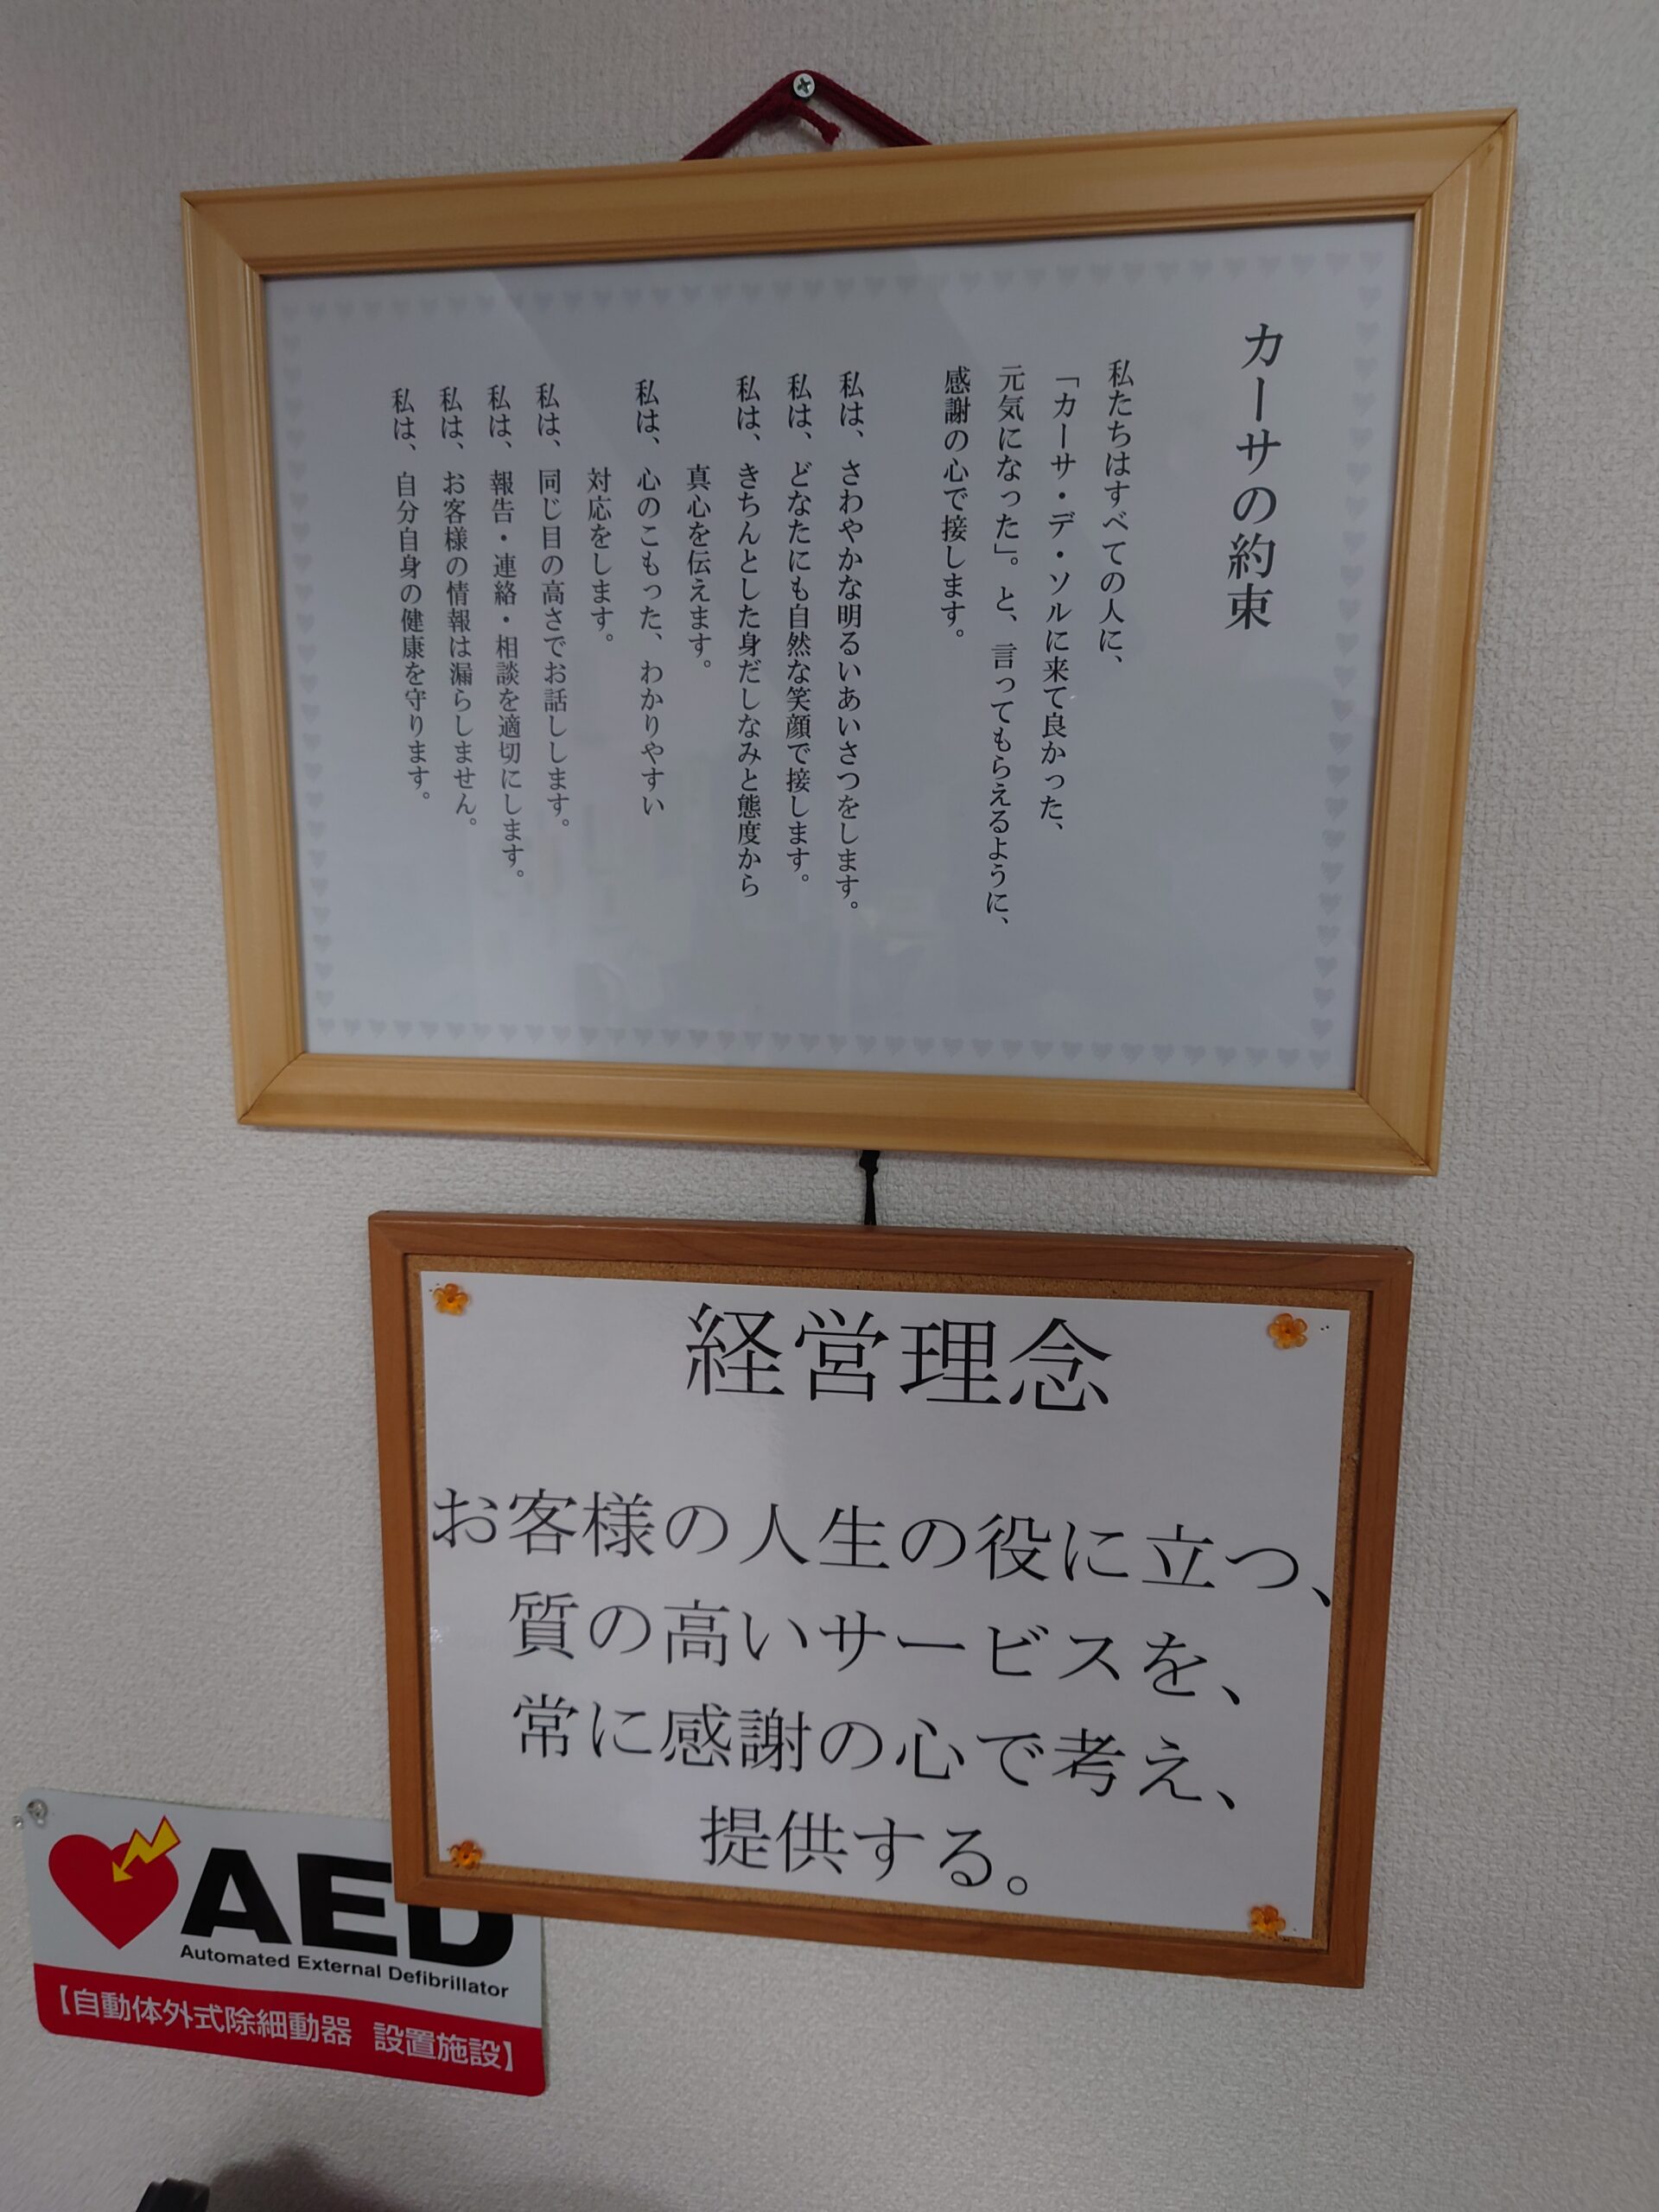 カーサの約束
私たちはすべての人に、
「カーサ・デ・ソルに来て良かった、
元気になった」。と、言ってもらえるように、
感謝の心で接します。
私は、さわやかな明るいあいさつをします。
私は、どなたにも自然な笑顔で接します。
私は、きちんとした身だしなみと態度から
真心を伝えます。
私は、心のこもった、わかりやすい
対応をします。
私は、同じ目の高さでお話しします。
私は、報告・連絡・相談を適切にします。
私は、お客様の情報は漏らしません。
私は、自分自身の健康を守ります。
経営理念
お客様の人生の役に立つ、
質の高いサービスを、
常に感謝の心で考え、
提供する。
AED
Automated External Defibrillator
【自動体外式除細動器 設置施設】